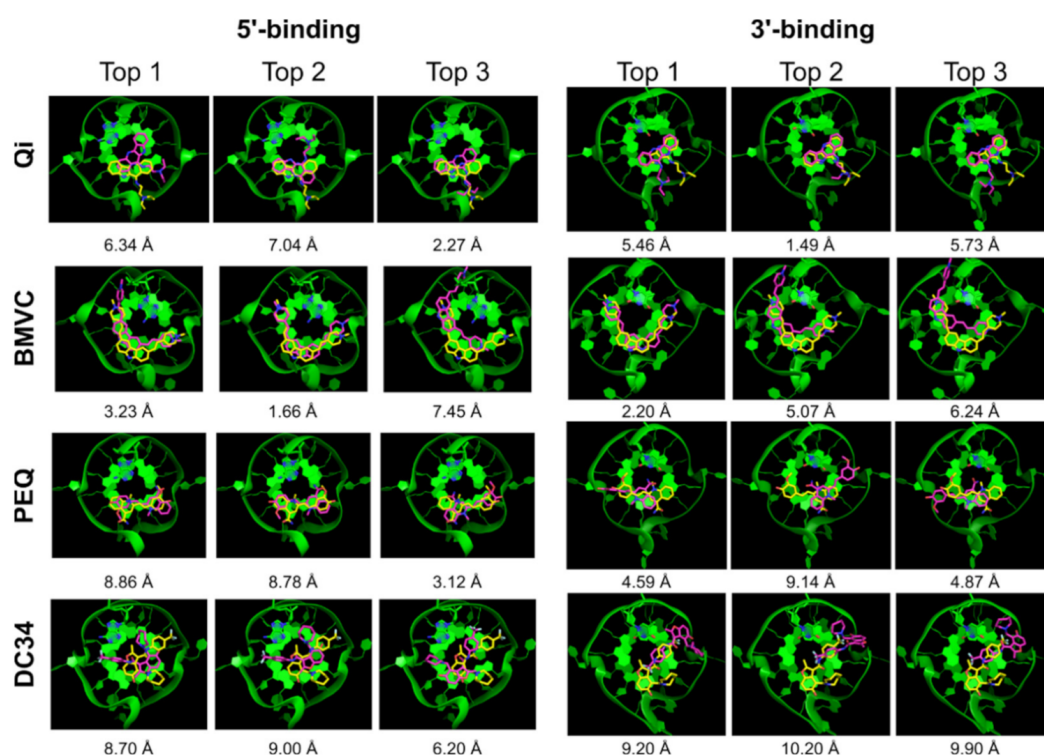 5'-binding 3'-binding
Top 1 Top 2 Top 3 Top 1 Top 2 Top 3
Qi
6.34 Å 7.04 Å 2.27 Å 5.46 Å 1.49 Å 5.73 Å
BMVC
3.23 Å 1.66 Å 7.45 Å 2.20 Å 5.07 Å 6.24 Å
PEQ
8.86 Å 8.78 Å 3.12 Å 4.59 Å 9.14 Å 4.87 Å
DC34
8.70 Å 9.00 Å 6.20 Å 9.20 Å 10.20 Å 9.90 Å